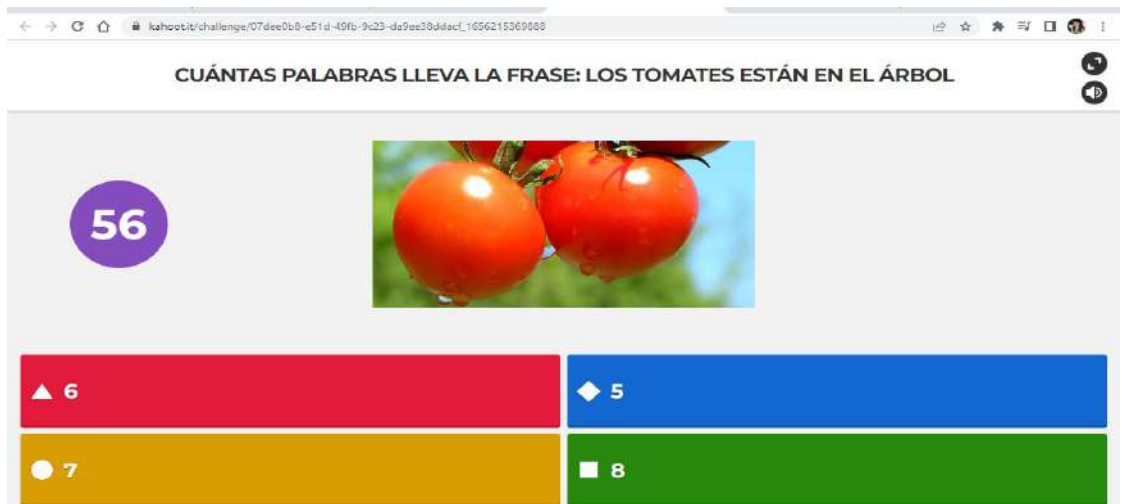 kahoot.it/challenge/07dee0b8-e51d-49fb-9c23-da9ee38ddacf_1656215369888
CUÁNTAS PALABRAS LLEVA LA FRASE: LOS TOMATES ESTÁN EN EL ÁRBOL
56
6
5
7
8